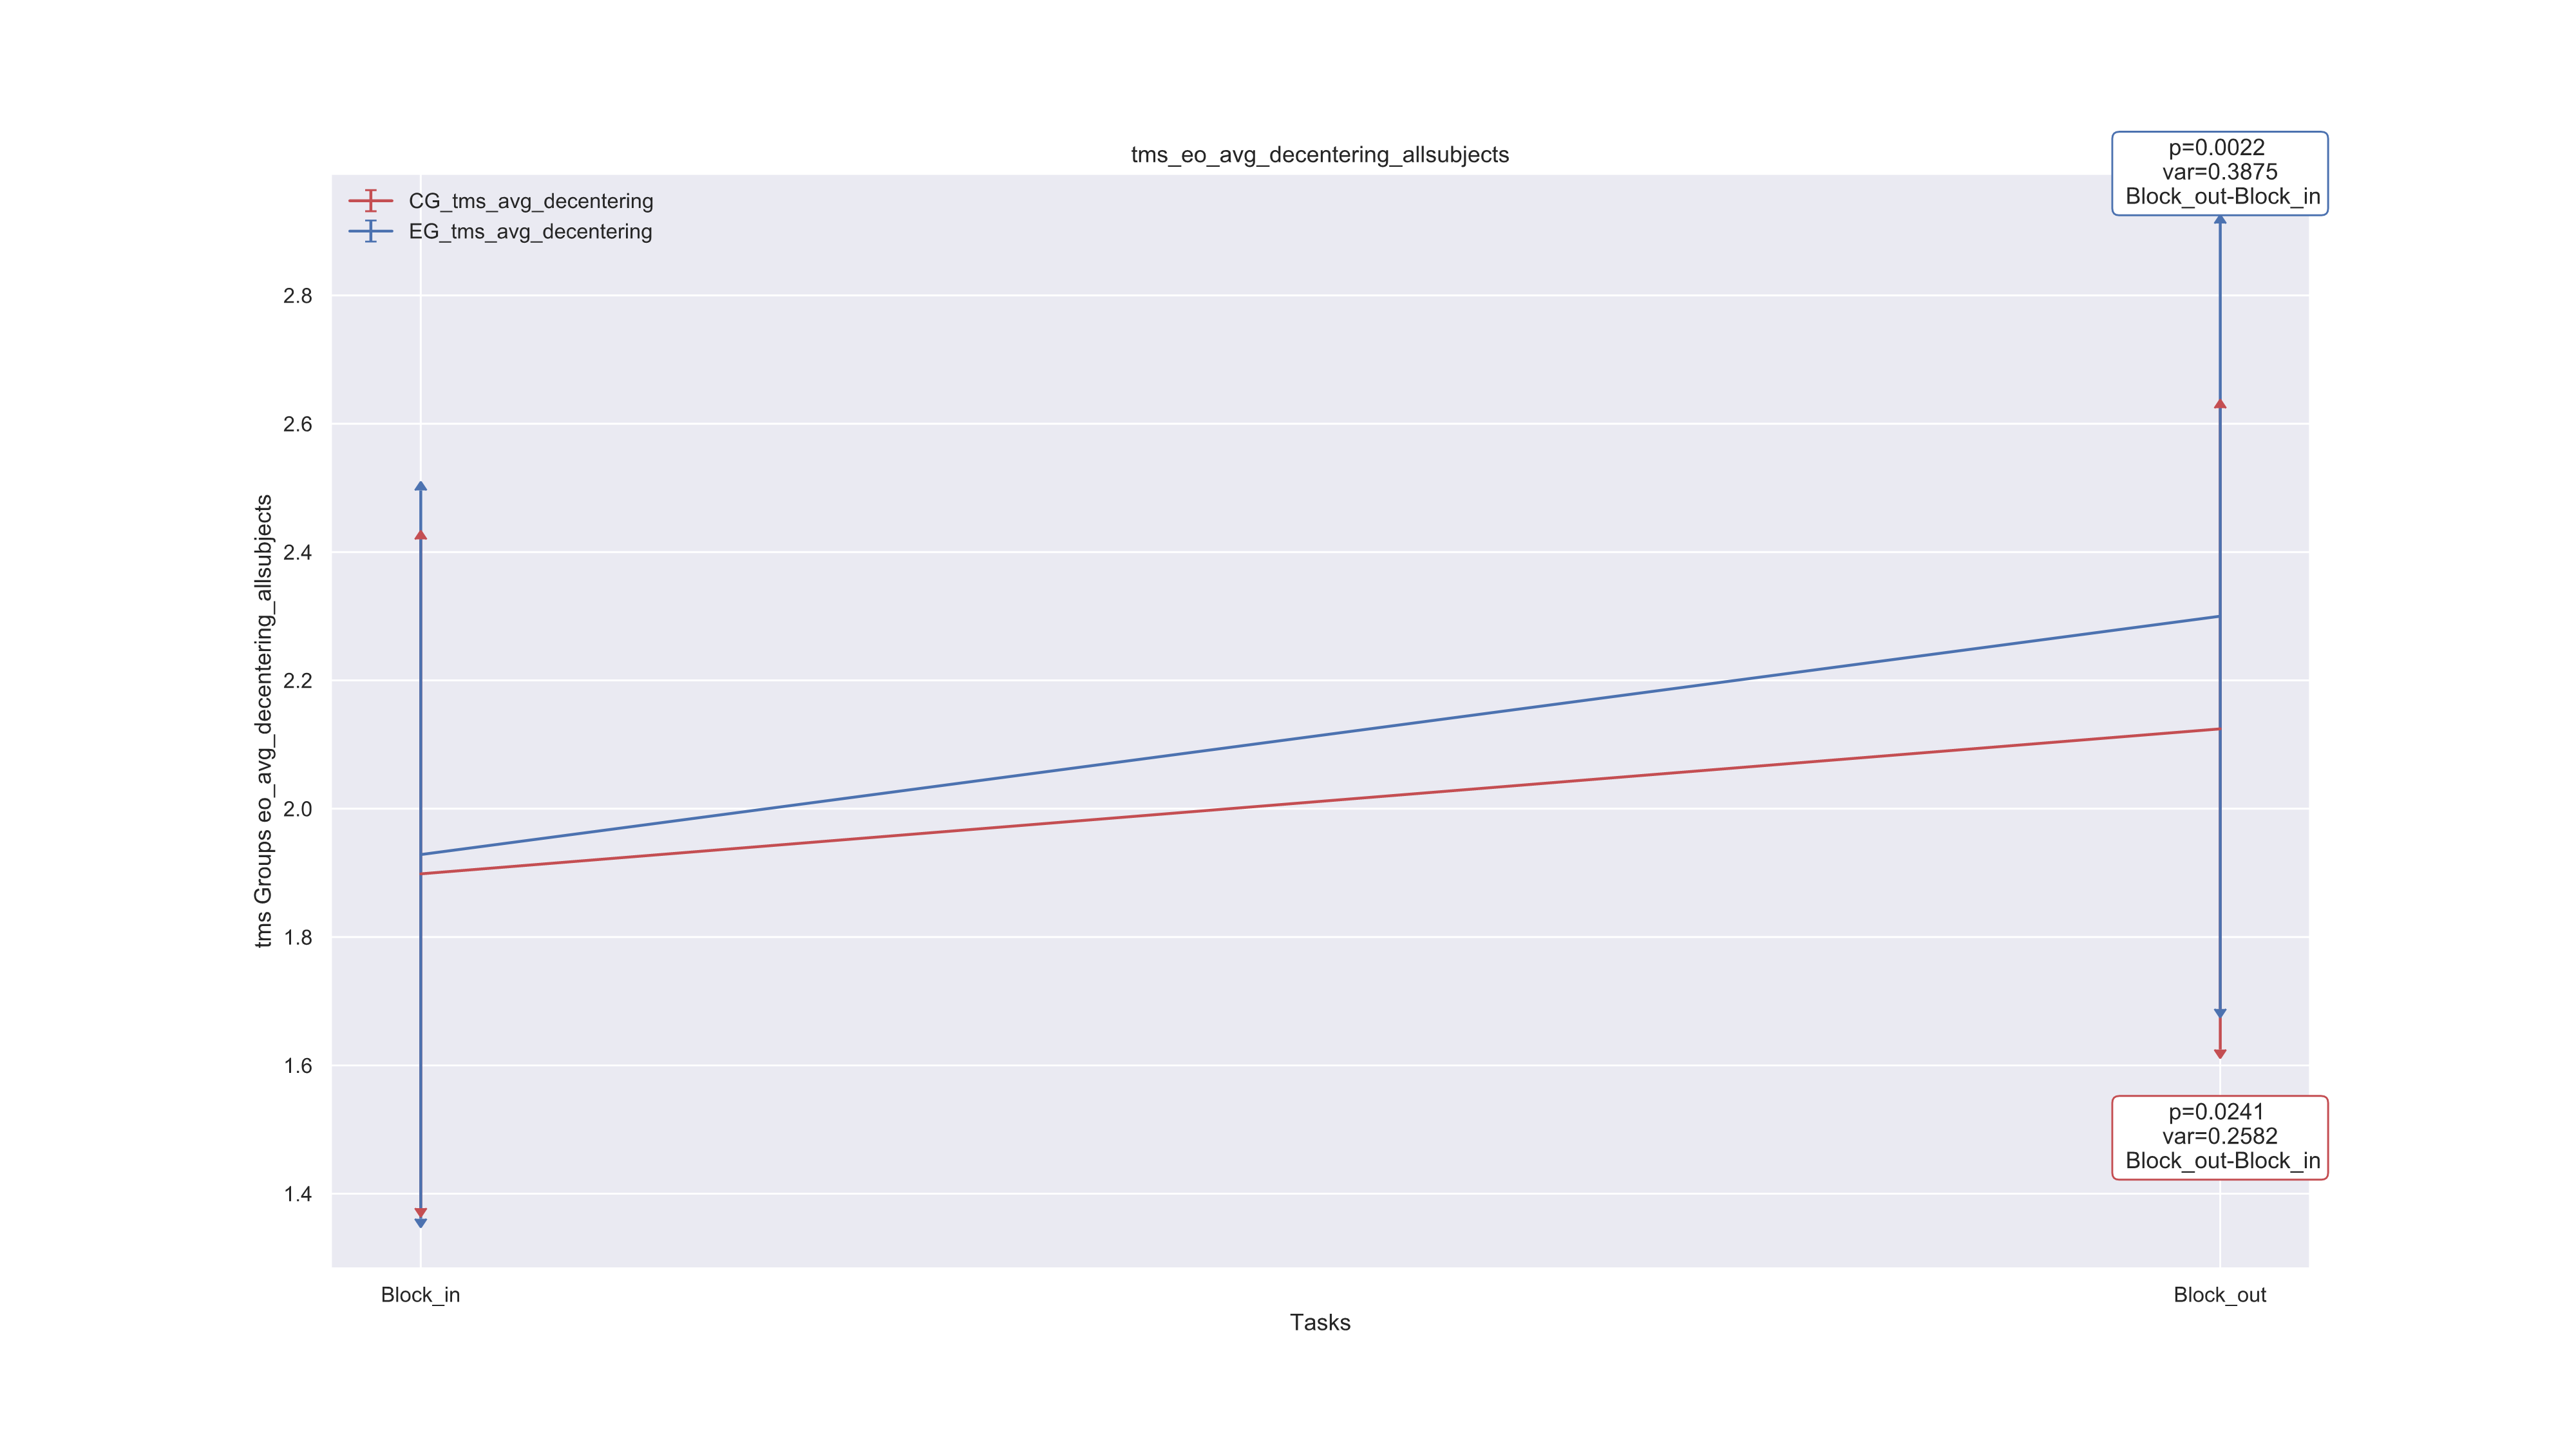 tms_eo_avg_decentering_allsubjects
p=0.0022
var=0.3875
Block_out-Block_in
CG_tms_avg_decentering
EG_tms_avg_decentering
2.8
2.6
2.4
2.2
2.0
1.8
1.6
1.4
tms Groups eo_avg_decentering_allsubjects
p=0.0241
var=0.2582
Block_out-Block_in
Block_in
Block_out
Tasks